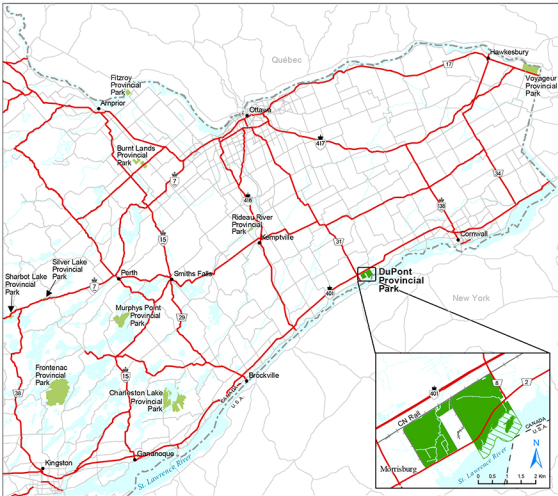 Québec
Hawkesbury
17
Voyageur
Provincial
Park
Fitzroy
Provincial
Park
Arnprior
Ottawa
417
Burnt Lands
Provincial
Park
7
34
416
138
Rideau River
Provincial
Park
Kemptville
31
15
Cornwall
Silver Lake
Provincial
Park
Sharbot Lake
Provincial
Park
7
Perth
Smiths Falls
401
DuPont
Provincial
Park
New York
Murphys Point
Provincial
Park
29
Frontenac
Provincial
Park
15
Brockville
Charleston Lake
Provincial
Park
38
CANADA
U.S.A.
Kingston
Gananoque
St. Lawrence River
401
8
2
CN Rail
Morrisburg
CANADA
U.S.A.
St. Lawrence River
N
0 0.5 1 2 Km